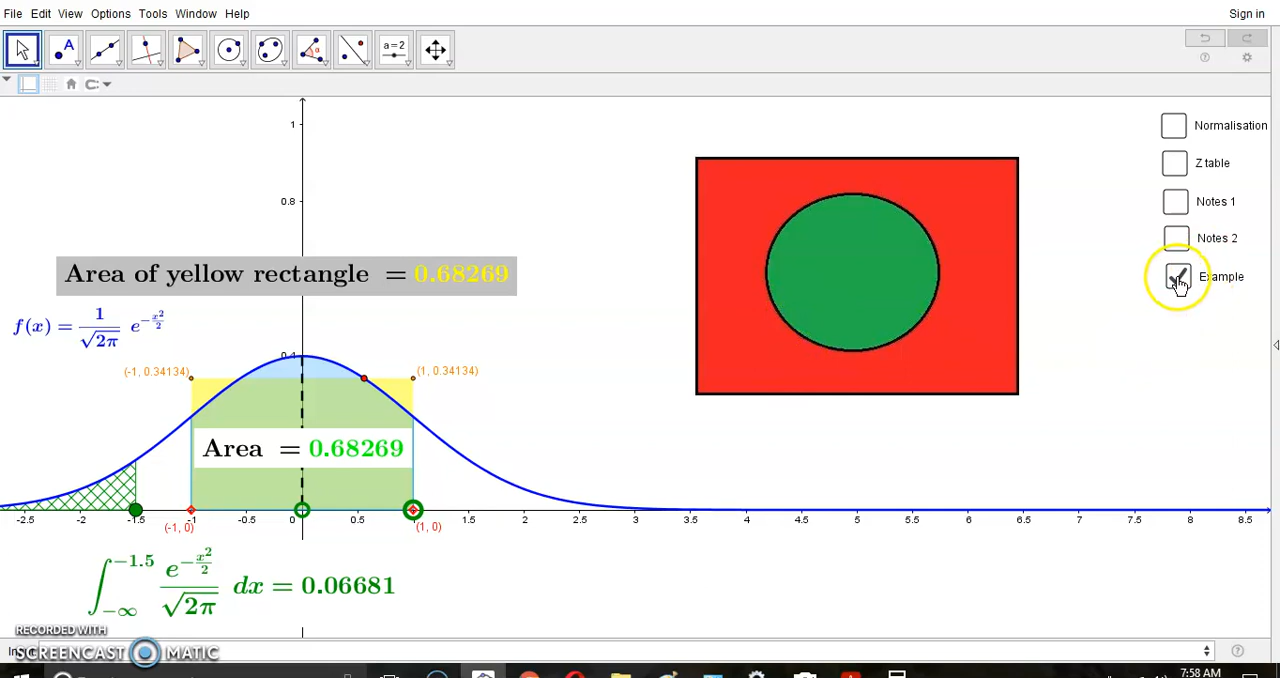 File Edit View Options Tools Window Help Sign in
A
α
a=2
1
Normalisation
Z table
0.8
Notes 1
Notes 2
Area of yellow rectangle = 0.68269
Example
f(x) = 1/√2π e^{-x²/2}
0.4
(-1, 0.34134) (1, 0.34134)
Area = 0.68269
-2.5 -2 -1.5 -1 -0.5 0 0.5 1 1.5 2 2.5 3 3.5 4 4.5 5 5.5 6 6.5 7 7.5 8 8.5
(-1, 0) (1, 0)
∫_{-∞}^{-1.5} e^{-x²/2}/√2π dx = 0.06681
RECORDED WITH
SCREENCAST MATIC
7:58 AM